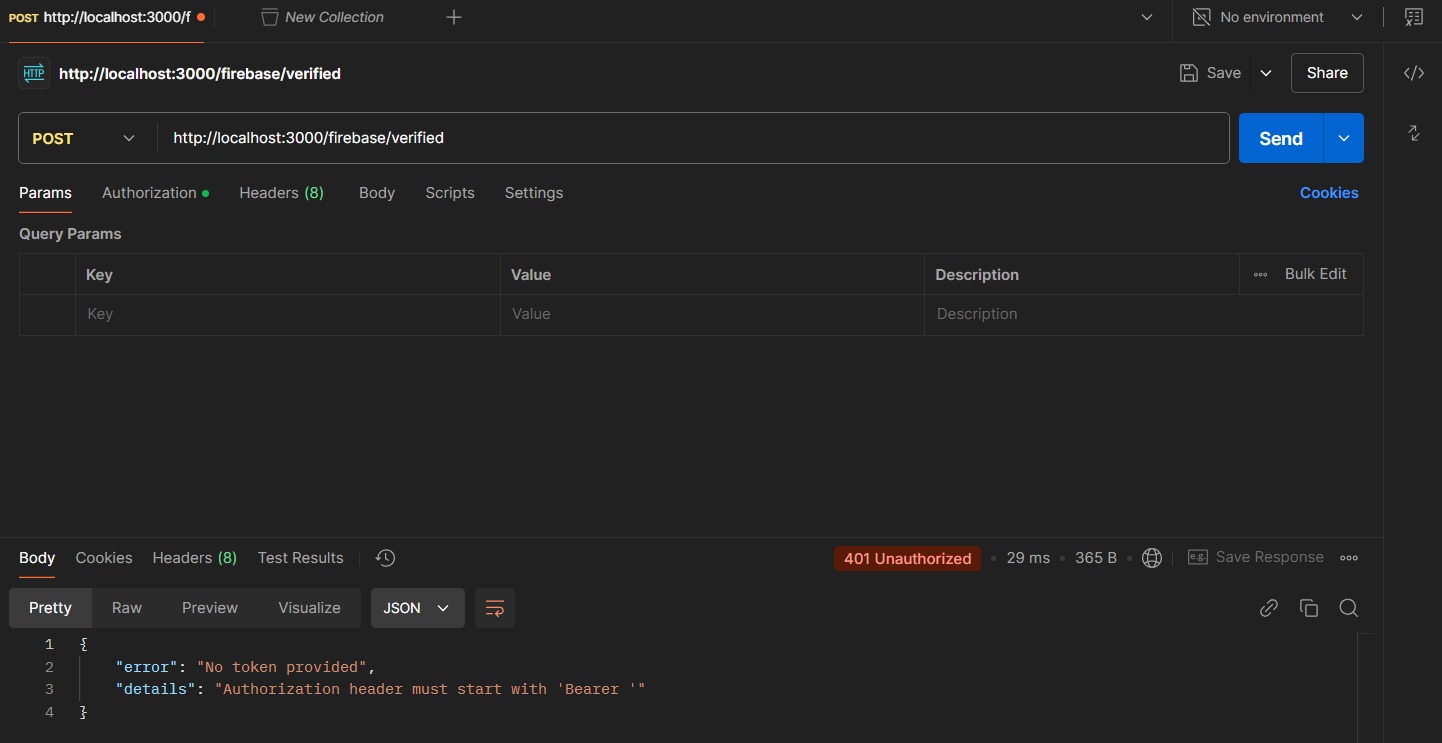 POST http://localhost:3000/f New Collection No environment
HTTP http://localhost:3000/firebase/verified Save Share
POST http://localhost:3000/firebase/verified Send
Params Authorization Headers (8) Body Scripts Settings Cookies
Query Params
Key Value Description Bulk Edit
Key Value Description
Body Cookies Headers (8) Test Results 401 Unauthorized 29 ms 365 B e.g. Save Response
Pretty Raw Preview Visualize JSON
1 {
2 "error": "No token provided",
3 "details": "Authorization header must start with 'Bearer '"
4 }